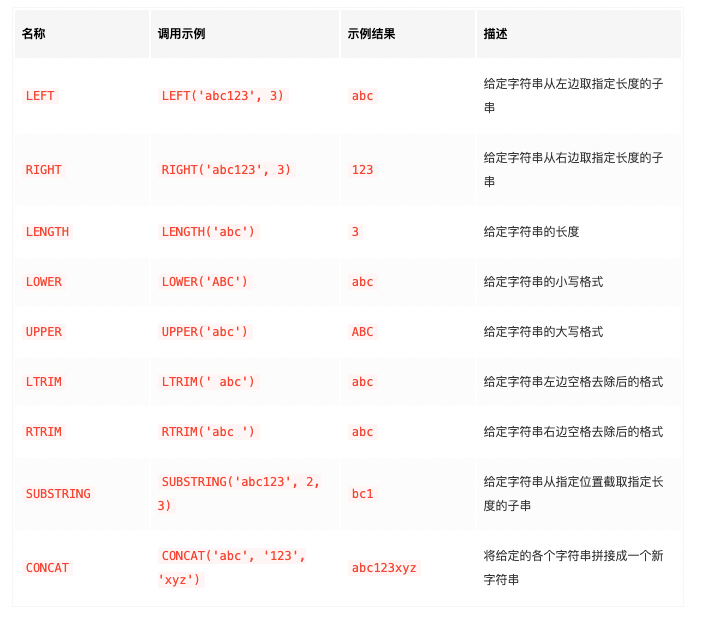 名称 调用示例 示例结果 描述
LEFT LEFT('abc123', 3) abc 给定字符串从左边取指定长度的子
串
RIGHT RIGHT('abc123', 3) 123 给定字符串从右边取指定长度的子
串
LENGTH LENGTH('abc') 3 给定字符串的长度
LOWER LOWER('ABC') abc 给定字符串的小写格式
UPPER UPPER('abc') ABC 给定字符串的大写格式
LTRIM LTRIM(' abc') abc 给定字符串左边空格去除后的格式
RTRIM RTRIM('abc ') abc 给定字符串右边空格去除后的格式
SUBSTRING SUBSTRING('abc123', 2,
3) bc1 给定字符串从指定位置截取指定长
度的子串
CONCAT CONCAT('abc', '123',
'xyz') abc123xyz 将给定的各个字符串拼接成一个新
字符串